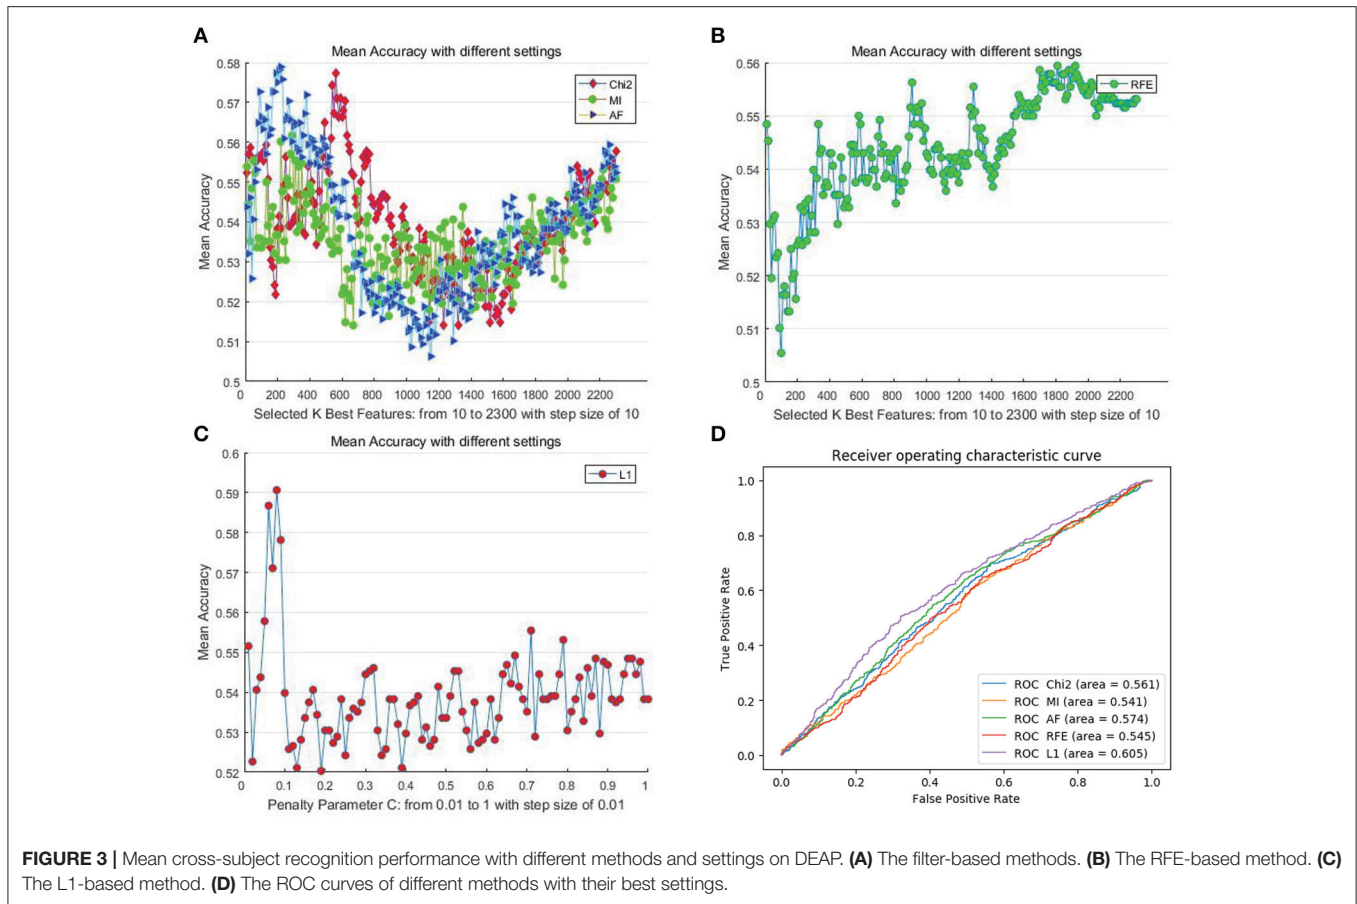 A
Mean Accuracy with different settings
0.58
0.57
0.56
0.55
0.54
0.53
0.52
0.51
0.5
Mean Accuracy
Chi2
MI
AF
0 200 400 600 800 1000 1200 1400 1600 1800 2000 2200
Selected K Best Features: from 10 to 2300 with step size of 10
B
Mean Accuracy with different settings
0.56
0.55
0.54
0.53
0.52
0.51
0.5
Mean Accuracy
RFE
0 200 400 600 800 1000 1200 1400 1600 1800 2000 2200
Selected K Best Features: from 10 to 2300 with step size of 10
C
Mean Accuracy with different settings
0.6
0.59
0.58
0.57
0.56
0.55
0.54
0.53
0.52
Mean Accuracy
L1
0 0.1 0.2 0.3 0.4 0.5 0.6 0.7 0.8 0.9 1
Penalty Parameter C: from 0.01 to 1 with step size of 0.01
D
Receiver operating characteristic curve
1.0
0.8
0.6
0.4
0.2
0.0
True Positive Rate
ROC Chi2 (area = 0.561)
ROC MI (area = 0.541)
ROC AF (area = 0.574)
ROC RFE (area = 0.545)
ROC L1 (area = 0.605)
0.0 0.2 0.4 0.6 0.8 1.0
False Positive Rate
FIGURE 3 | Mean cross-subject recognition performance with different methods and settings on DEAP. (A) The filter-based methods. (B) The RFE-based method. (C)
The L1-based method. (D) The ROC curves of different methods with their best settings.